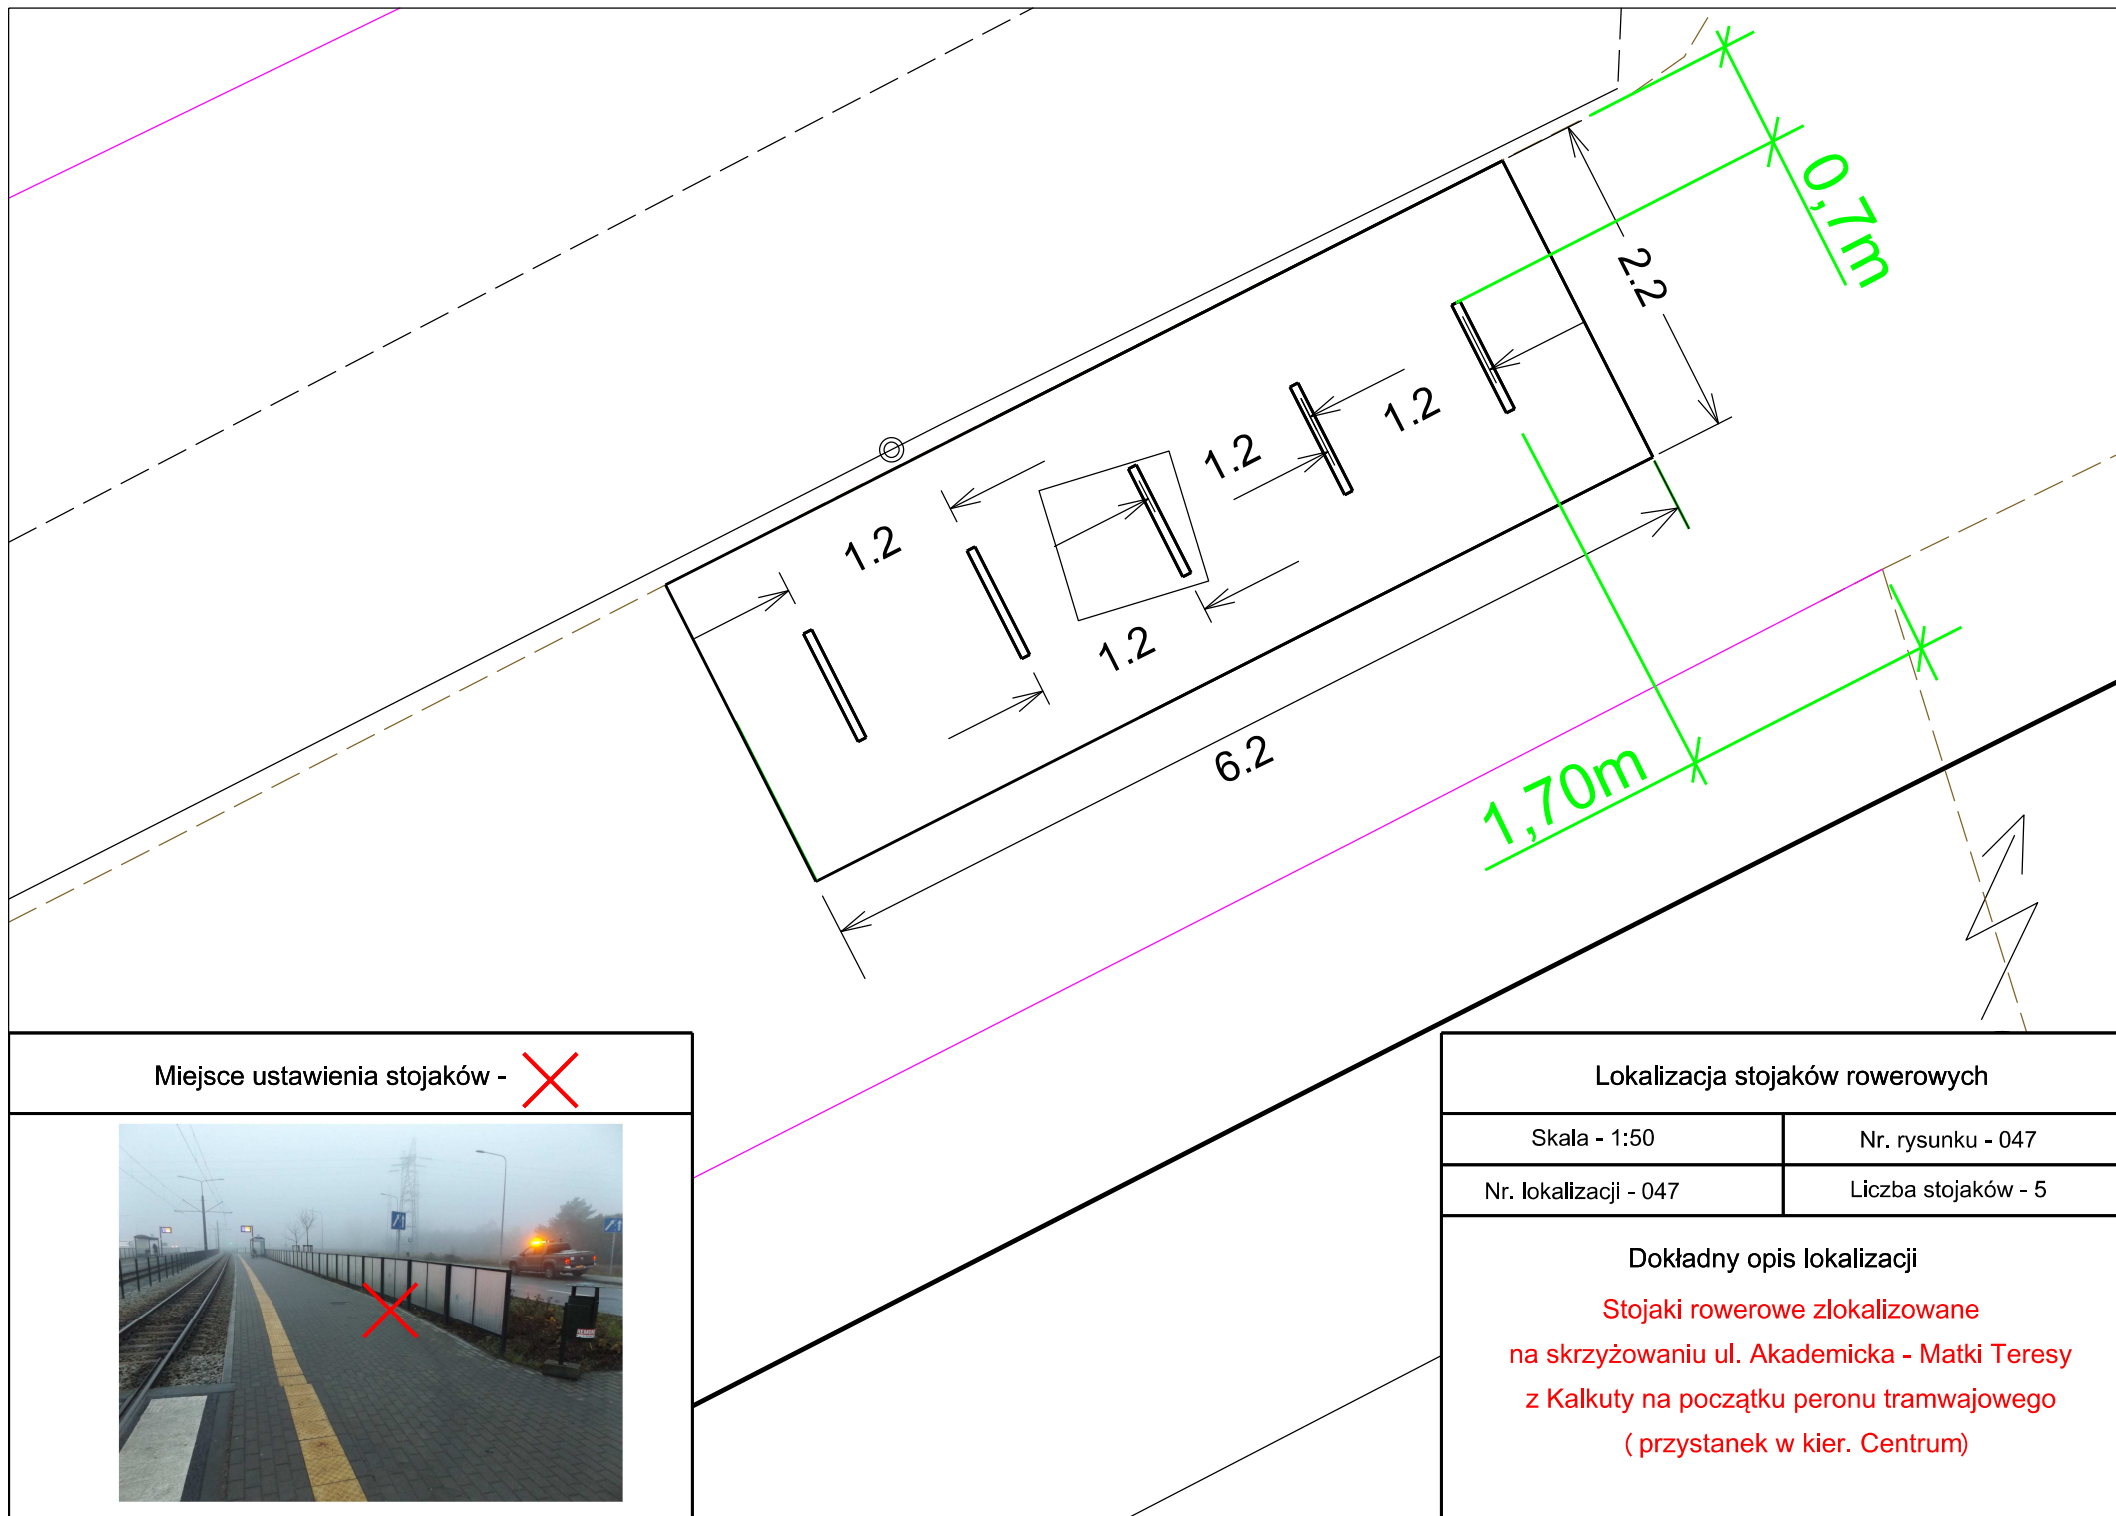 0,7m
2.2
1.2
1.2
1.2
1.2
6.2
1,70m
Miejsce ustawienia stojaków -
Lokalizacja stojaków rowerowych
Skala - 1:50
Nr. rysunku - 047
Nr. lokalizacji - 047
Liczba stojaków - 5
Dokładny opis lokalizacji
Stojaki rowerowe zlokalizowane
na skrzyżowaniu ul. Akademicka - Matki Teresy
z Kalkuty na początku peronu tramwajowego
( przystanek w kier. Centrum)